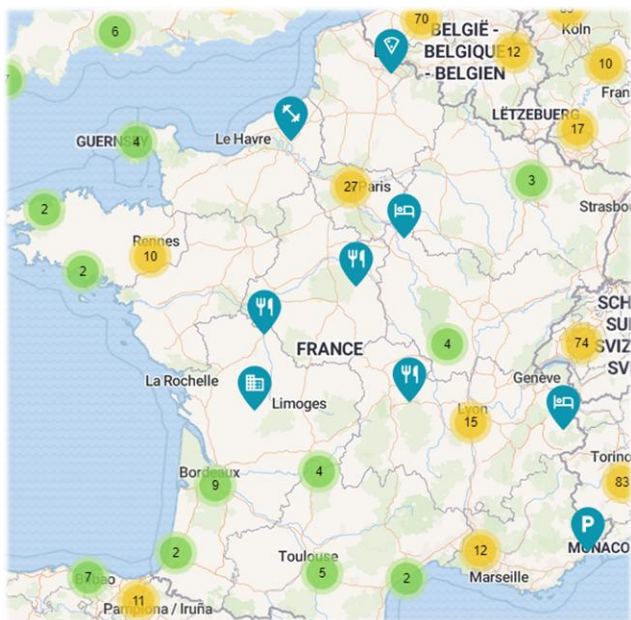 70
BELGIË -
BELGIQUE
- BELGIEN
Köln
6
12
10
Fran
LËTZEBUERG
17
GUERNSEY
4
Le Havre
27
Paris
3
Strasbou
2
Rennes
10
2
SCH
SUI
SVIZ
SVI
74
FRANCE
4
Genève
La Rochelle
Limoges
Lyon
15
Torino
83
4
Bordeaux
9
P
MONACO
2
Toulouse
5
12
Marseille
2
7
Bilbao
11
Pamplona / Iruña